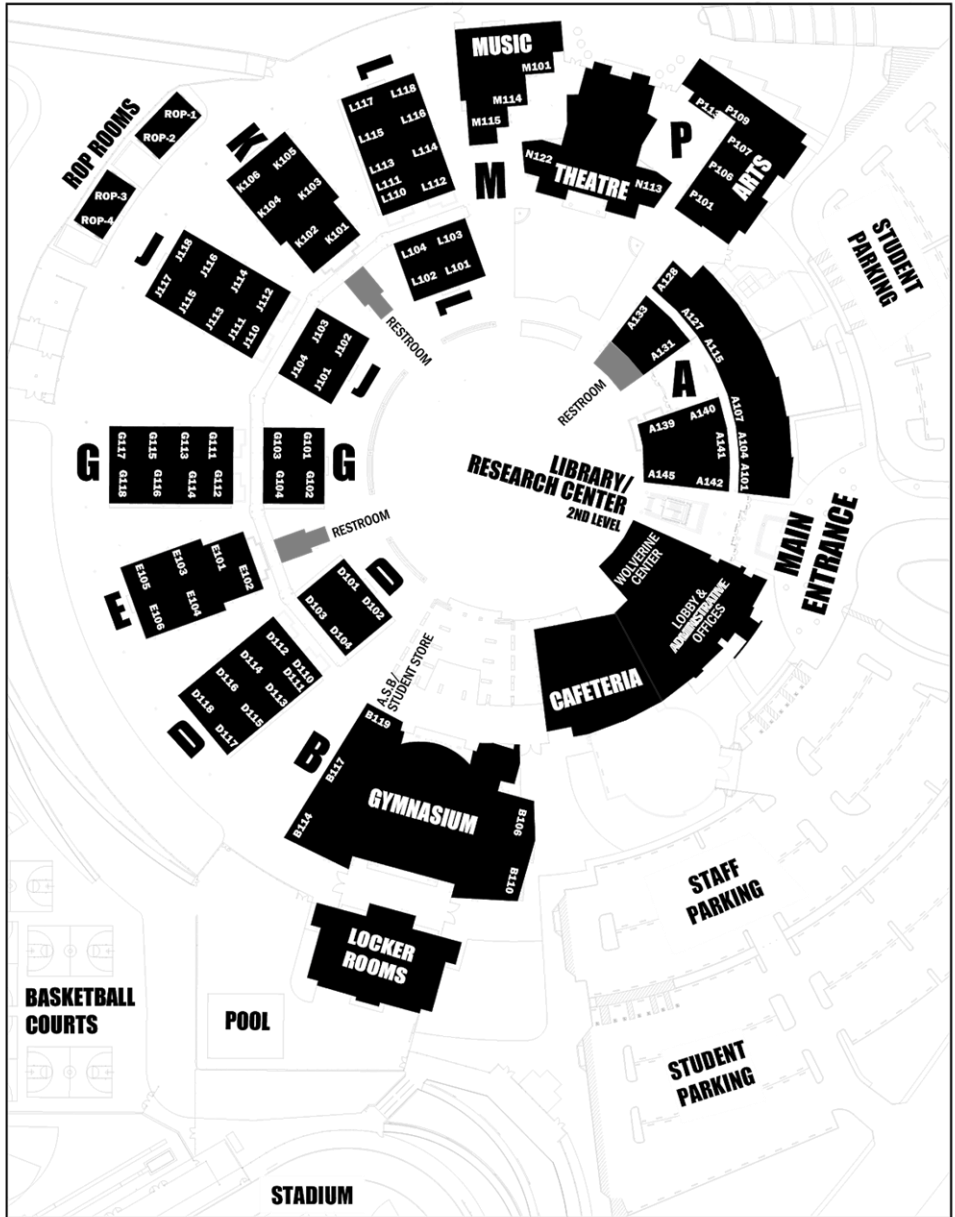 MUSIC
M101
M114
M115
M
L
L117
L118
L116
L115
L114
L113
L111
L110
L112
L104
L103
L102
L101
L
THEATRE
N122
N113
P
P113
P109
P107
P106
P101
ARTS
STUDENT
PARKING
ROP ROOMS
ROP-1
ROP-2
ROP-3
ROP-4
K
K105
K106
K103
K104
K102
K101
RESTROOM
J
J118
J117
J116
J115
J114
J113
J112
J111
J110
J103
J102
J104
J101
J
A128
A133
A127
A131
A115
RESTROOM
A
A140
A139
A107
A141
A104
A145
A142
A101
G
G117
G115
G113
G111
G118
G116
G114
G112
G103
G101
G104
G102
G
LIBRARY/
RESEARCH CENTER
2ND LEVEL
MAIN
ENTRANCE
RESTROOM
E
E105
E103
E101
E102
E106
E104
D
D101
D102
D103
D104
WOLVERINE
CENTER
LOBBY &
ADMINISTRATIVE
OFFICES
CAFETERIA
D112
D110
D111
D114
D113
D116
D118
D115
D117
D
A.S.B/
STUDENT STORE
B
B119
B117
B114
GYMNASIUM
B106
B110
STAFF
PARKING
LOCKER
ROOMS
BASKETBALL
COURTS
POOL
STUDENT
PARKING
STADIUM